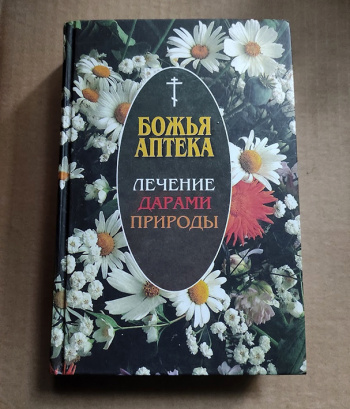 БОЖЬЯ
АПТЕКА
ЛЕЧЕНИЕ
ДАРАМИ
ПРИРОДЫ